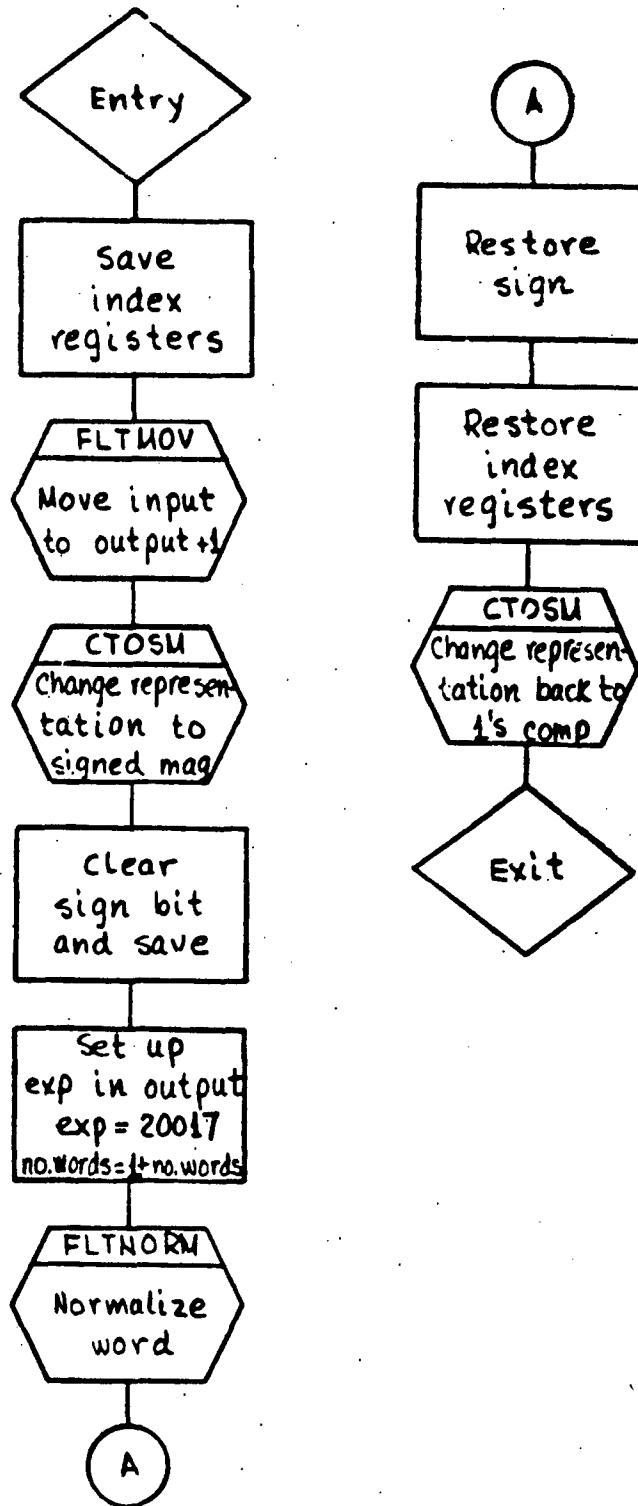 Entry
Save
index
registers
FLTMOV
Move input
to output +1
CTOSM
Change represen-
tation to
signed mag
Clear
sign bit
and save
Set up
exp in output
exp = 20017
no.words=1+no.words
FLTNORM
Normalize
word
A
A
Restore
sign
Restore
index
registers
CTOSM
Change represen-
tation back to
1's comp
Exit